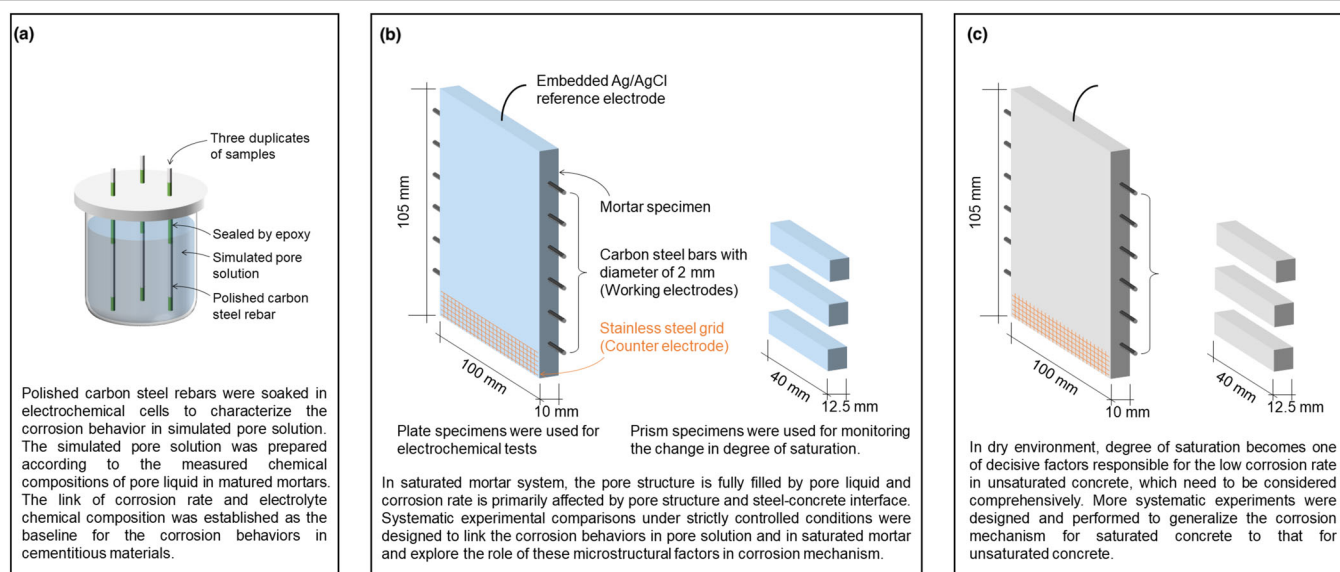 (a)
Three duplicates
of samples
Sealed by epoxy
Simulated pore
solution
Polished carbon
steel rebar
Polished carbon steel rebars were soaked in
electrochemical cells to characterize the
corrosion behavior in simulated pore solution.
The simulated pore solution was prepared
according to the measured chemical
compositions of pore liquid in matured mortars.
The link of corrosion rate and electrolyte
chemical composition was established as the
baseline for the corrosion behaviors in
cementitious materials.
(b)
Embedded Ag/AgCl
reference electrode
105 mm
Mortar specimen
Carbon steel bars with
diameter of 2 mm
(Working electrodes)
Stainless steel grid
(Counter electrode)
100 mm
10 mm
40 mm
12.5 mm
Plate specimens were used for
electrochemical tests
Prism specimens were used for monitoring
the change in degree of saturation.
In saturated mortar system, the pore structure is fully filled by pore liquid and
corrosion rate is primarily affected by pore structure and steel-concrete interface.
Systematic experimental comparisons under strictly controlled conditions were
designed to link the corrosion behaviors in pore solution and in saturated mortar
and explore the role of these microstructural factors in corrosion mechanism.
(c)
105 mm
100 mm
10 mm
40 mm
12.5 mm
In dry environment, degree of saturation becomes one
of decisive factors responsible for the low corrosion rate
in unsaturated concrete, which need to be considered
comprehensively. More systematic experiments were
designed and performed to generalize the corrosion
mechanism for saturated concrete to that for
unsaturated concrete.